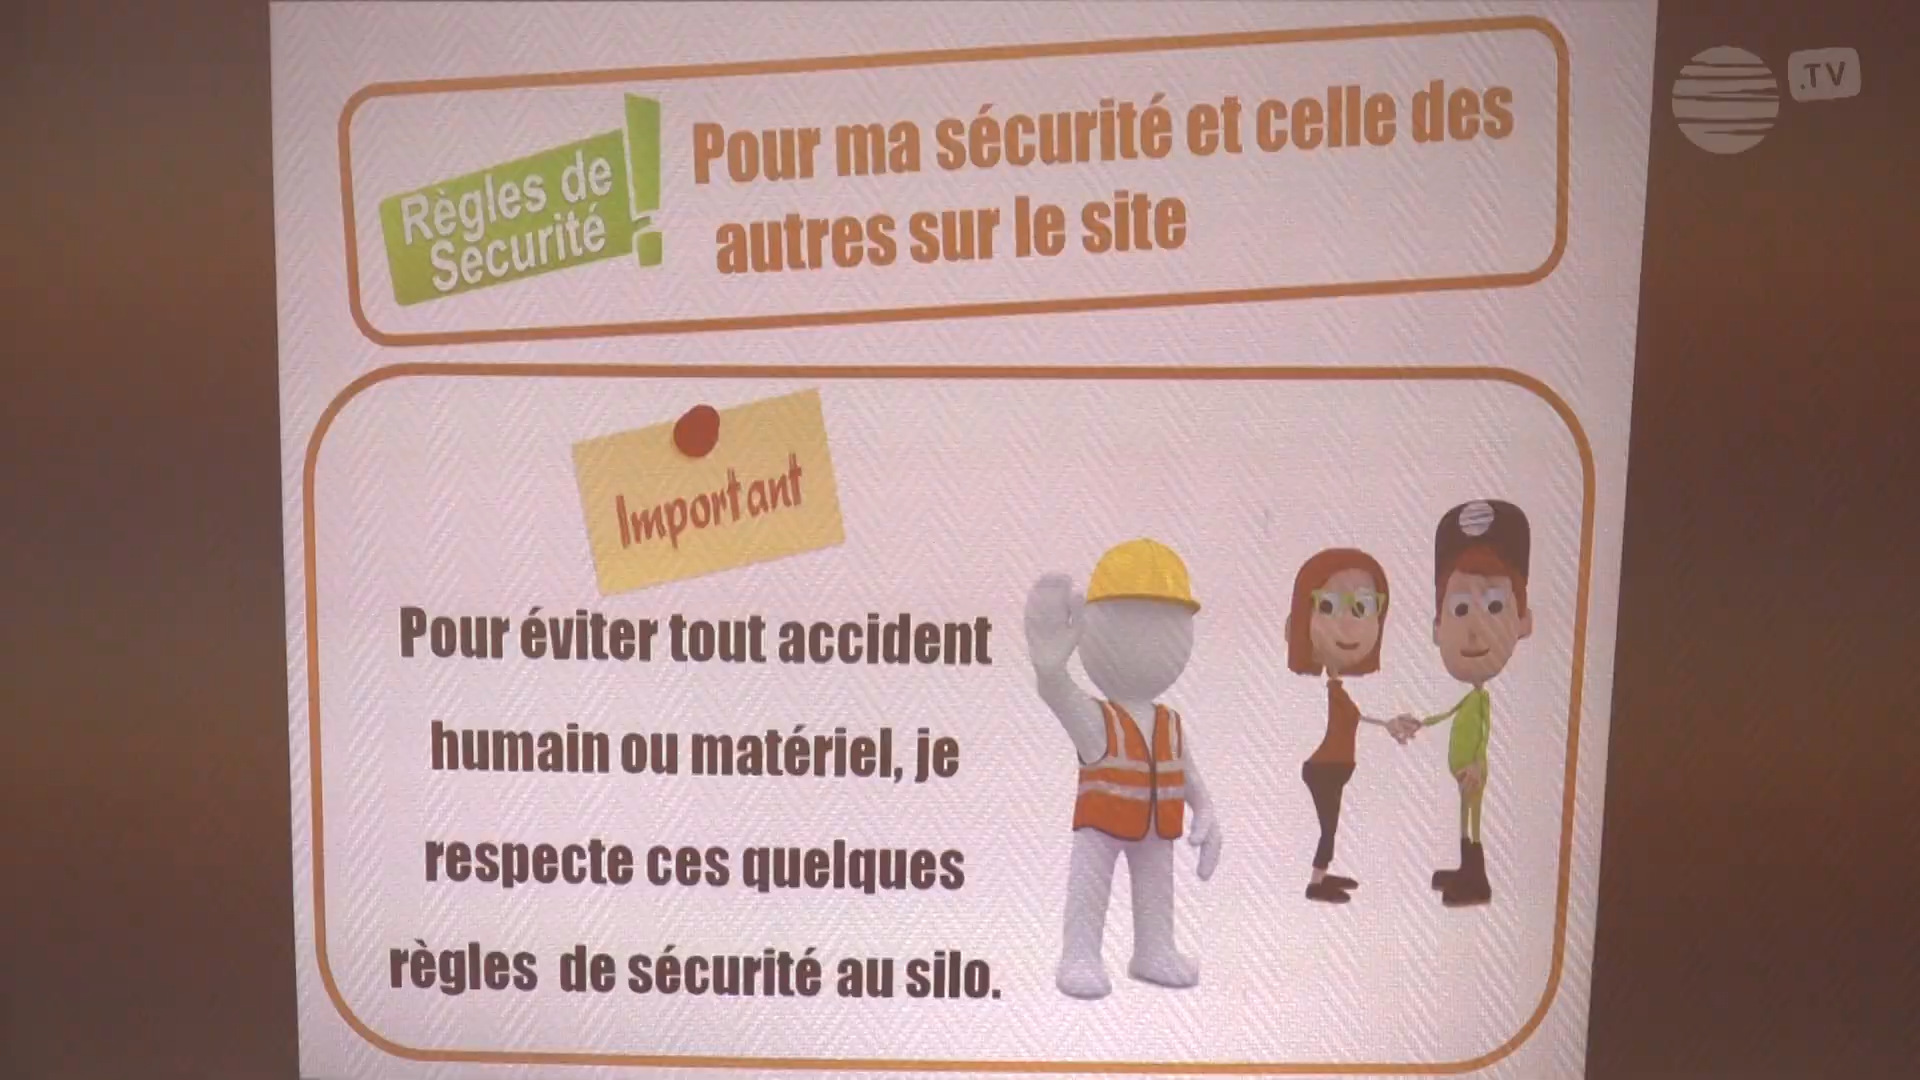 .TV
Règles de
Sécurité !
Pour ma sécurité et celle des
autres sur le site
Important
Pour éviter tout accident
humain ou matériel, je
respecte ces quelques
règles de sécurité au silo.